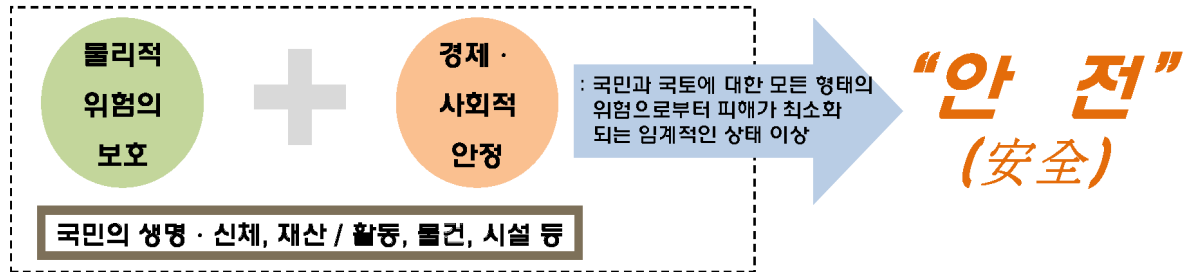 물리적
위험의
보호
경제 ·
사회적
안정
: 국민과 국토에 대한 모든 형태의
위험으로부터 피해가 최소화
되는 임계적인 상태 이상
“안 전”
(安全)
국민의 생명 · 신체, 재산 / 활동, 물건, 시설 등